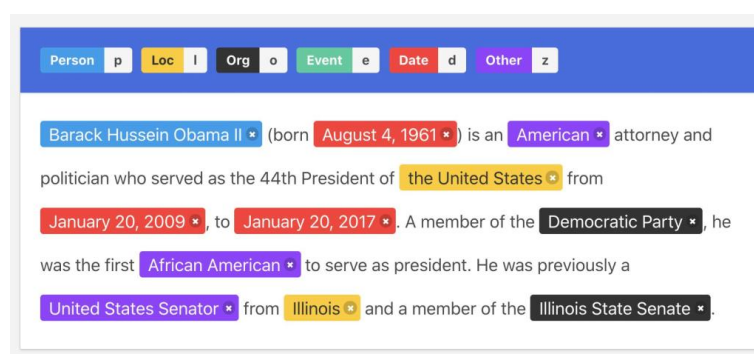 Person p Loc l Org o Event e Date d Other z
Barack Hussein Obama II (born August 4, 1961) is an American attorney and
politician who served as the 44th President of the United States from
January 20, 2009, to January 20, 2017. A member of the Democratic Party, he
was the first African American to serve as president. He was previously a
United States Senator from Illinois and a member of the Illinois State Senate.